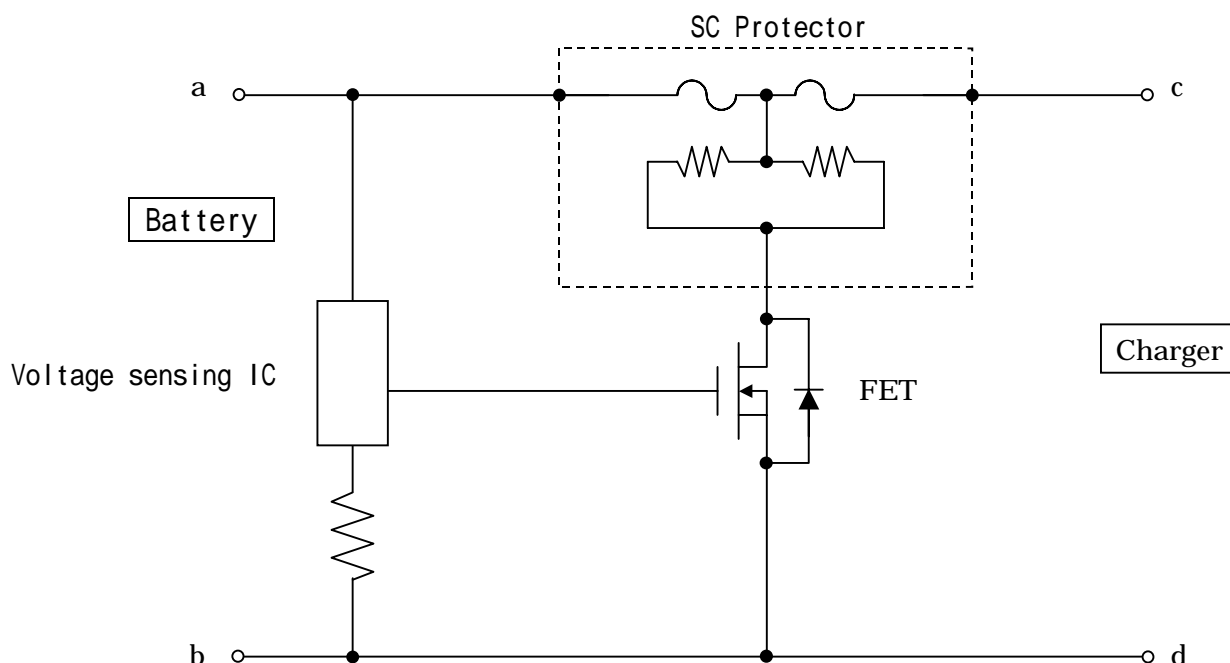 SC Protector
a
c
Battery
Voltage sensing IC
FET
Charger
b
d